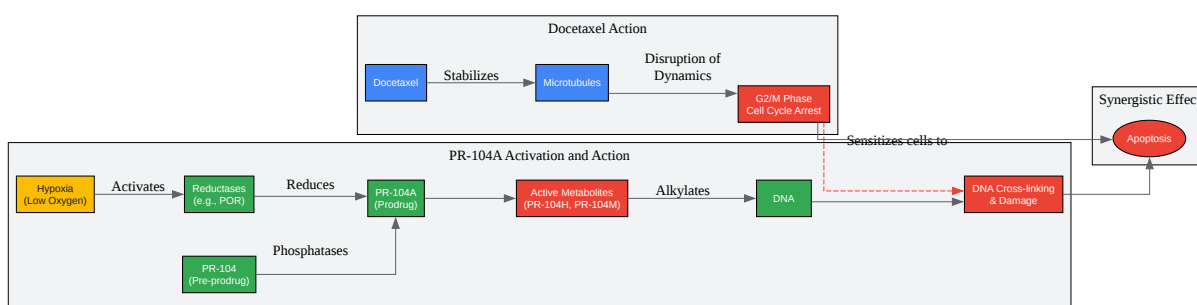 Docetaxel Action
Docetaxel
Stabilizes
Microtubules
Disruption of
Dynamics
G2/M Phase
Cell Cycle Arrest
Synergistic Effect
Apoptosis
Sensitizes cells to
PR-104A Activation and Action
Hypoxia
(Low Oxygen)
Activates
Reductases
(e.g., POR)
Reduces
PR-104A
(Prodrug)
Active Metabolites
(PR-104H, PR-104M)
Alkylates
DNA
DNA Cross-linking
& Damage
PR-104
(Pre-prodrug)
Phosphatases